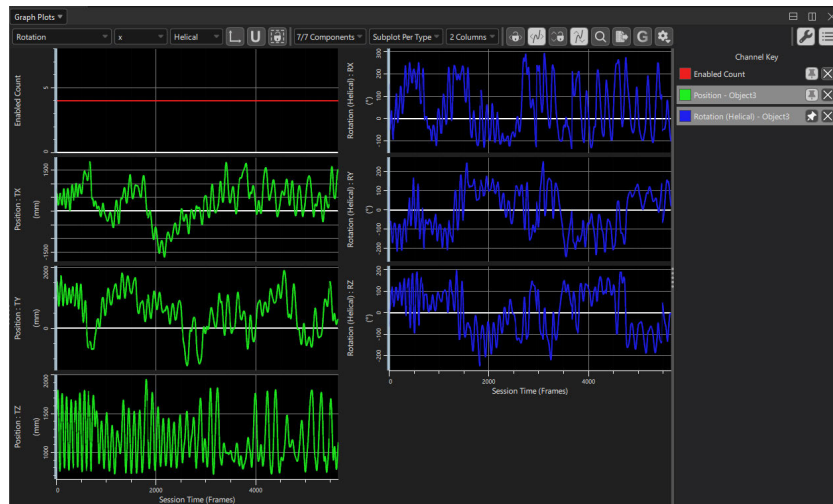 Graph Plots
Rotation x Helical 7/7 Components Subplot Per Type 2 Columns G
Channel Key
Enabled Count
Position - Object3
Rotation (Helical) - Object3
Enabled Count
5
0
Position : TX
(mm)
1500
0
-1500
Position : TY
(mm)
2000
0
Position : TZ
(mm)
2000
1500
1000
0 2000 4000
Session Time (Frames)
Rotation (Helical) : RX
(°)
300
200
100
0
-100
Rotation (Helical) : RY
(°)
200
100
0
-100
-200
Rotation (Helical) : RZ
(°)
200
100
0
-100
-200
0 2000 4000
Session Time (Frames)